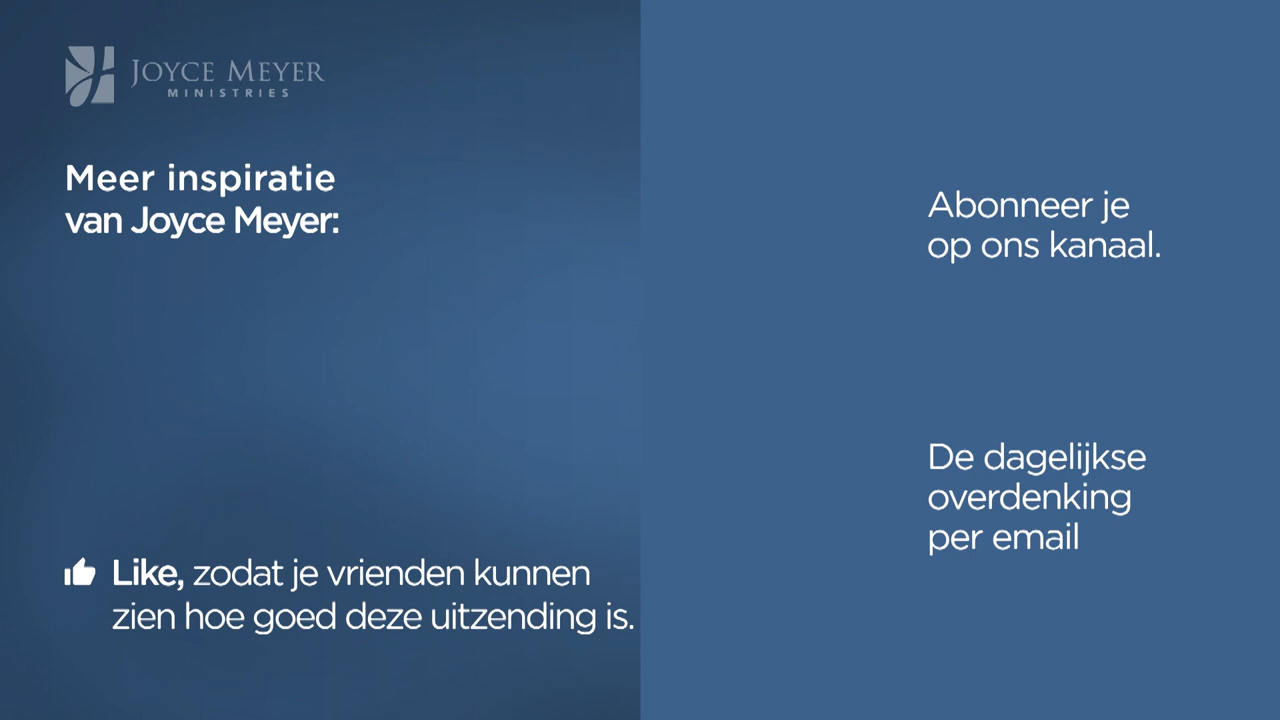 JOYCE MEYER
MINISTRIES
Meer inspiratie
van Joyce Meyer:
Like, zodat je vrienden kunnen
zien hoe goed deze uitzending is.
Abonneer je
op ons kanaal.
De dagelijkse
overdenking
per email